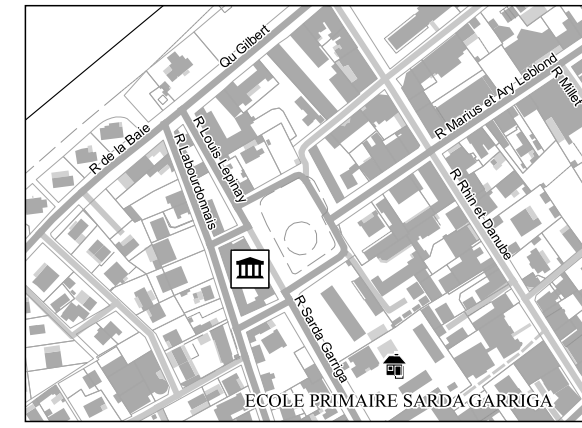 Qu Gilbert
R Marius et Ary Leblond
R Millet
R de la Baie
R Louis Lepinay
R Labourdonnais
R Rhin et Danube
R Sarda Garriga
ECOLE PRIMAIRE SARDA GARRIGA